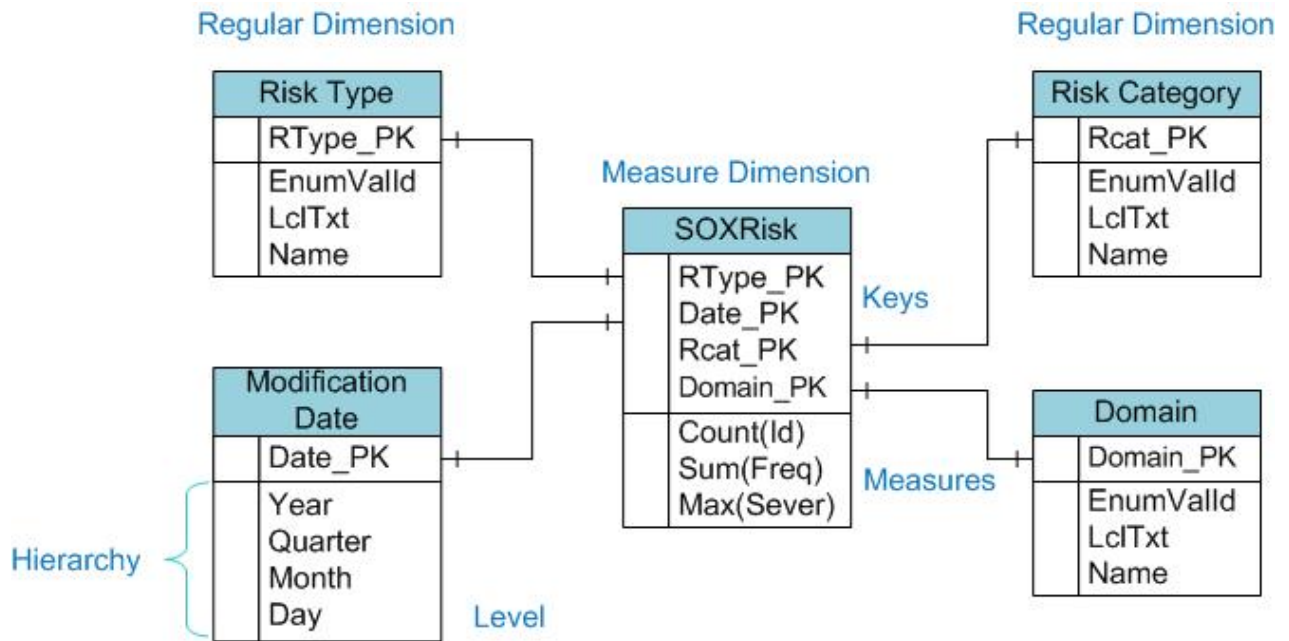 Regular Dimension
Regular Dimension
Risk Type
RType_PK
EnumValId
LclTxt
Name
Risk Category
Rcat_PK
EnumValId
LclTxt
Name
Measure Dimension
SOXRisk
RType_PK
Date_PK
Rcat_PK
Domain_PK
Count(Id)
Sum(Freq)
Max(Sever)
Keys
Measures
Modification
Date
Date_PK
Year
Quarter
Month
Day
Hierarchy
Level
Domain
Domain_PK
EnumValId
LclTxt
Name